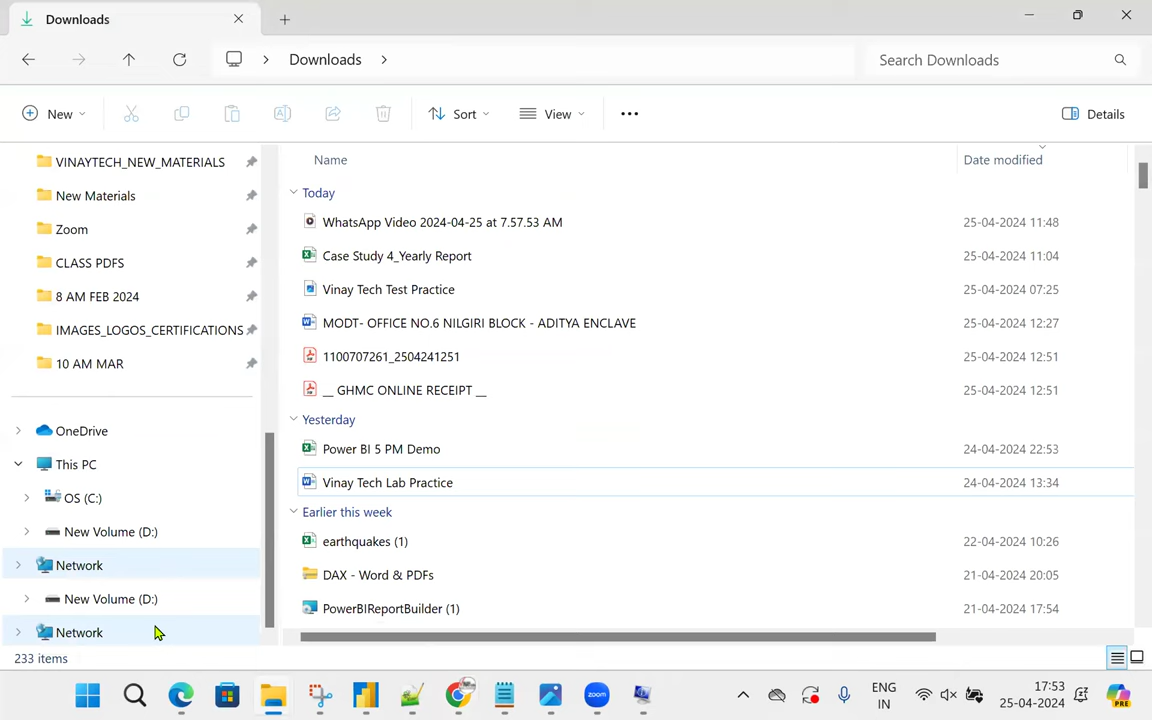 Downloads
Downloads
Search Downloads
New
Sort
View
Details
VINAYTECH_NEW_MATERIALS
New Materials
Zoom
CLASS PDFS
8 AM FEB 2024
IMAGES_LOGOS_CERTIFICATIONS
10 AM MAR
OneDrive
This PC
OS (C:)
New Volume (D:)
Network
New Volume (D:)
Network
Name Date modified
Today
WhatsApp Video 2024-04-25 at 7.57.53 AM 25-04-2024 11:48
Case Study 4_Yearly Report 25-04-2024 11:04
Vinay Tech Test Practice 25-04-2024 07:25
MODT- OFFICE NO.6 NILGIRI BLOCK - ADITYA ENCLAVE 25-04-2024 12:27
1100707261_2504241251 25-04-2024 12:51
__ GHMC ONLINE RECEIPT __ 25-04-2024 12:51
Yesterday
Power BI 5 PM Demo 24-04-2024 22:53
Vinay Tech Lab Practice 24-04-2024 13:34
Earlier this week
earthquakes (1) 22-04-2024 10:26
DAX - Word & PDFs 21-04-2024 20:05
PowerBIReportBuilder (1) 21-04-2024 17:54
233 items
zoom
ENG
IN
17:53
25-04-2024
PRE